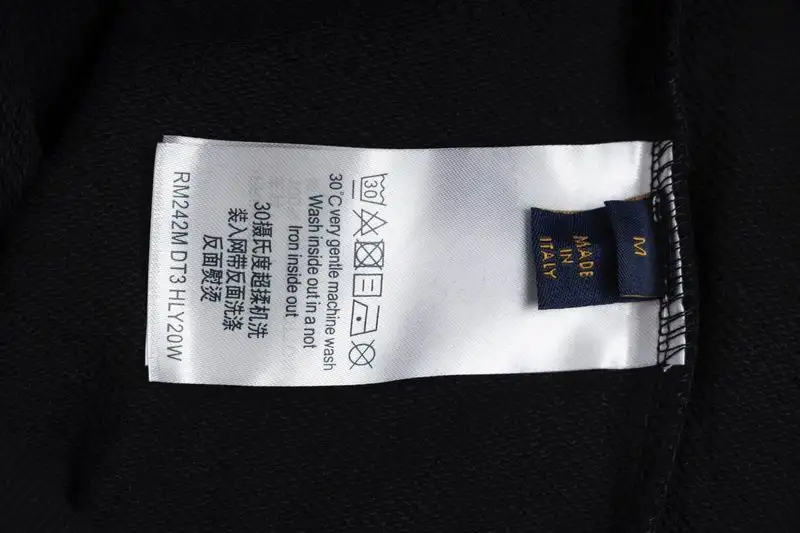 M
MADE
IN
ITALY
30
30°C very gentle machine wash
Wash inside out in a not
Iron inside out
30摄氏度超揉机洗
装入网带反面洗涤
反面熨烫
RM242M DT3 HLY20W